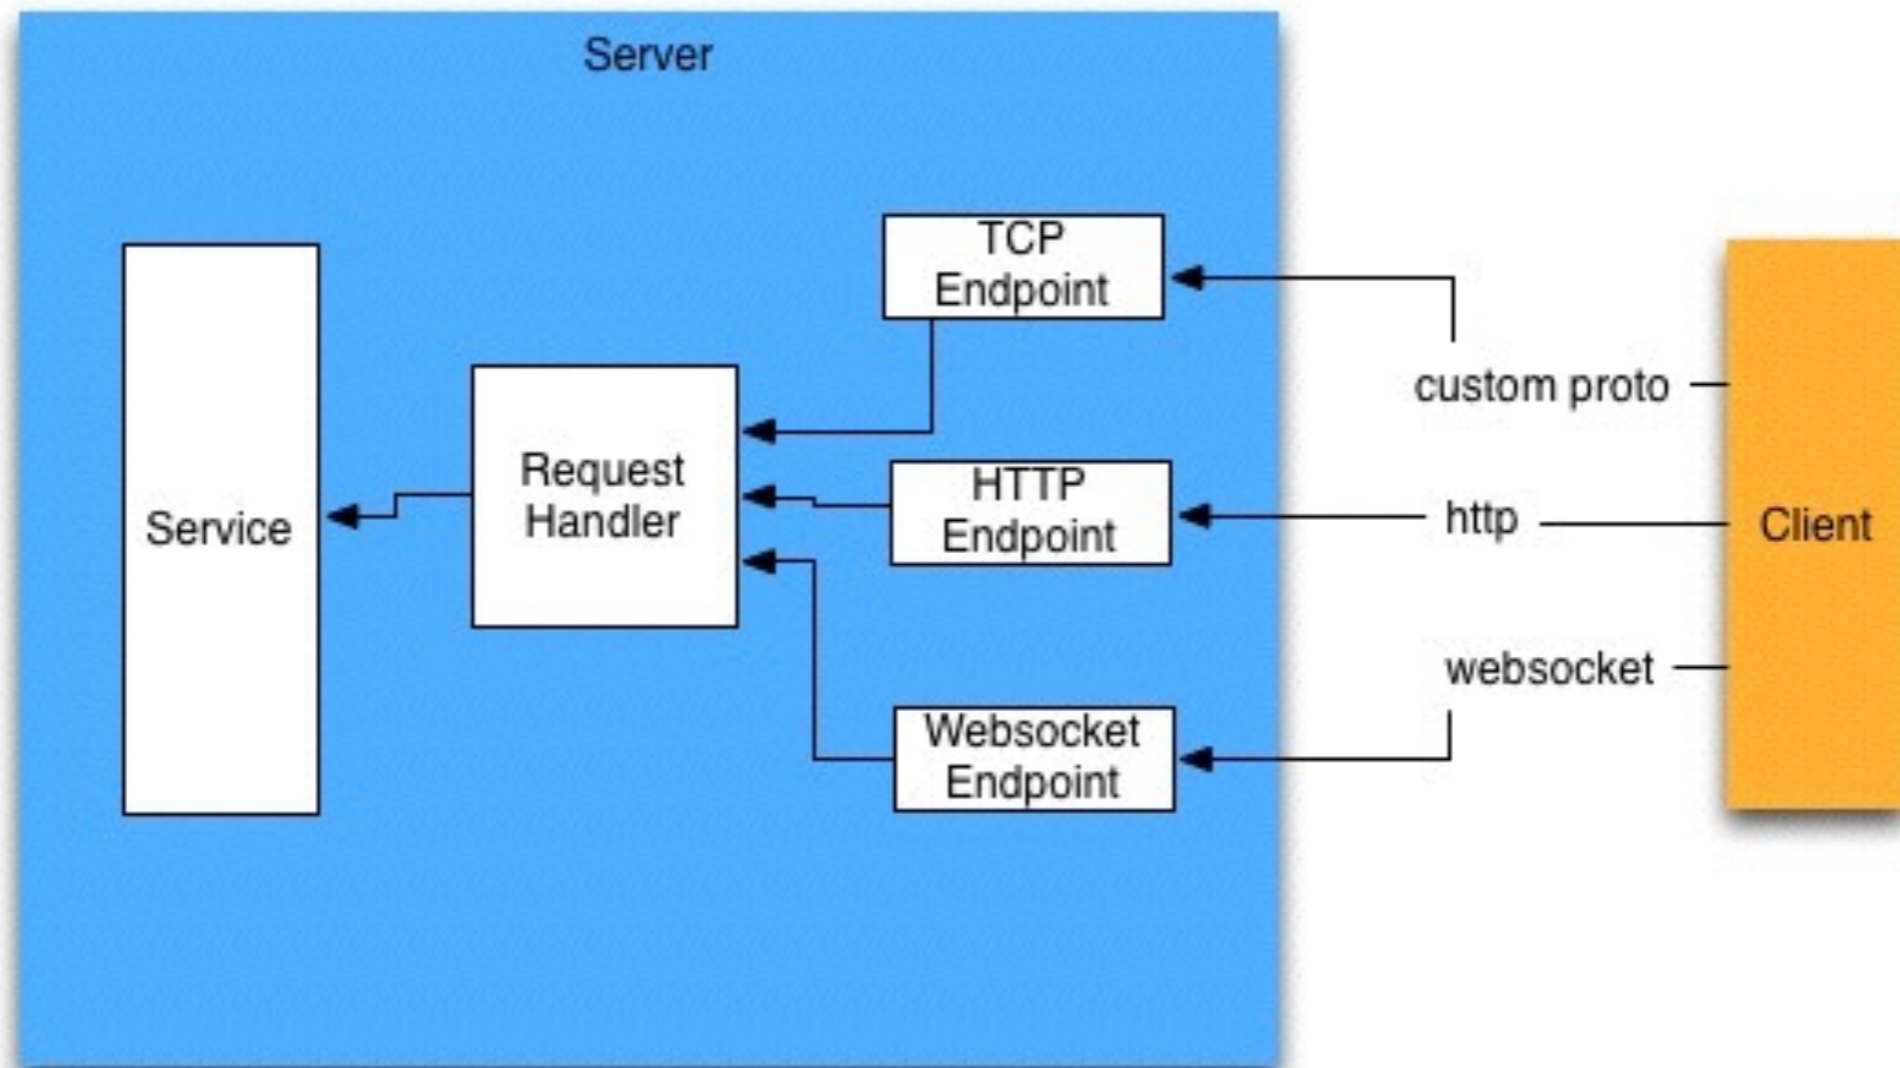 Server
TCP
Endpoint
custom proto
Request
Handler
HTTP
Endpoint
http
Service
Client
websocket
Websocket
Endpoint